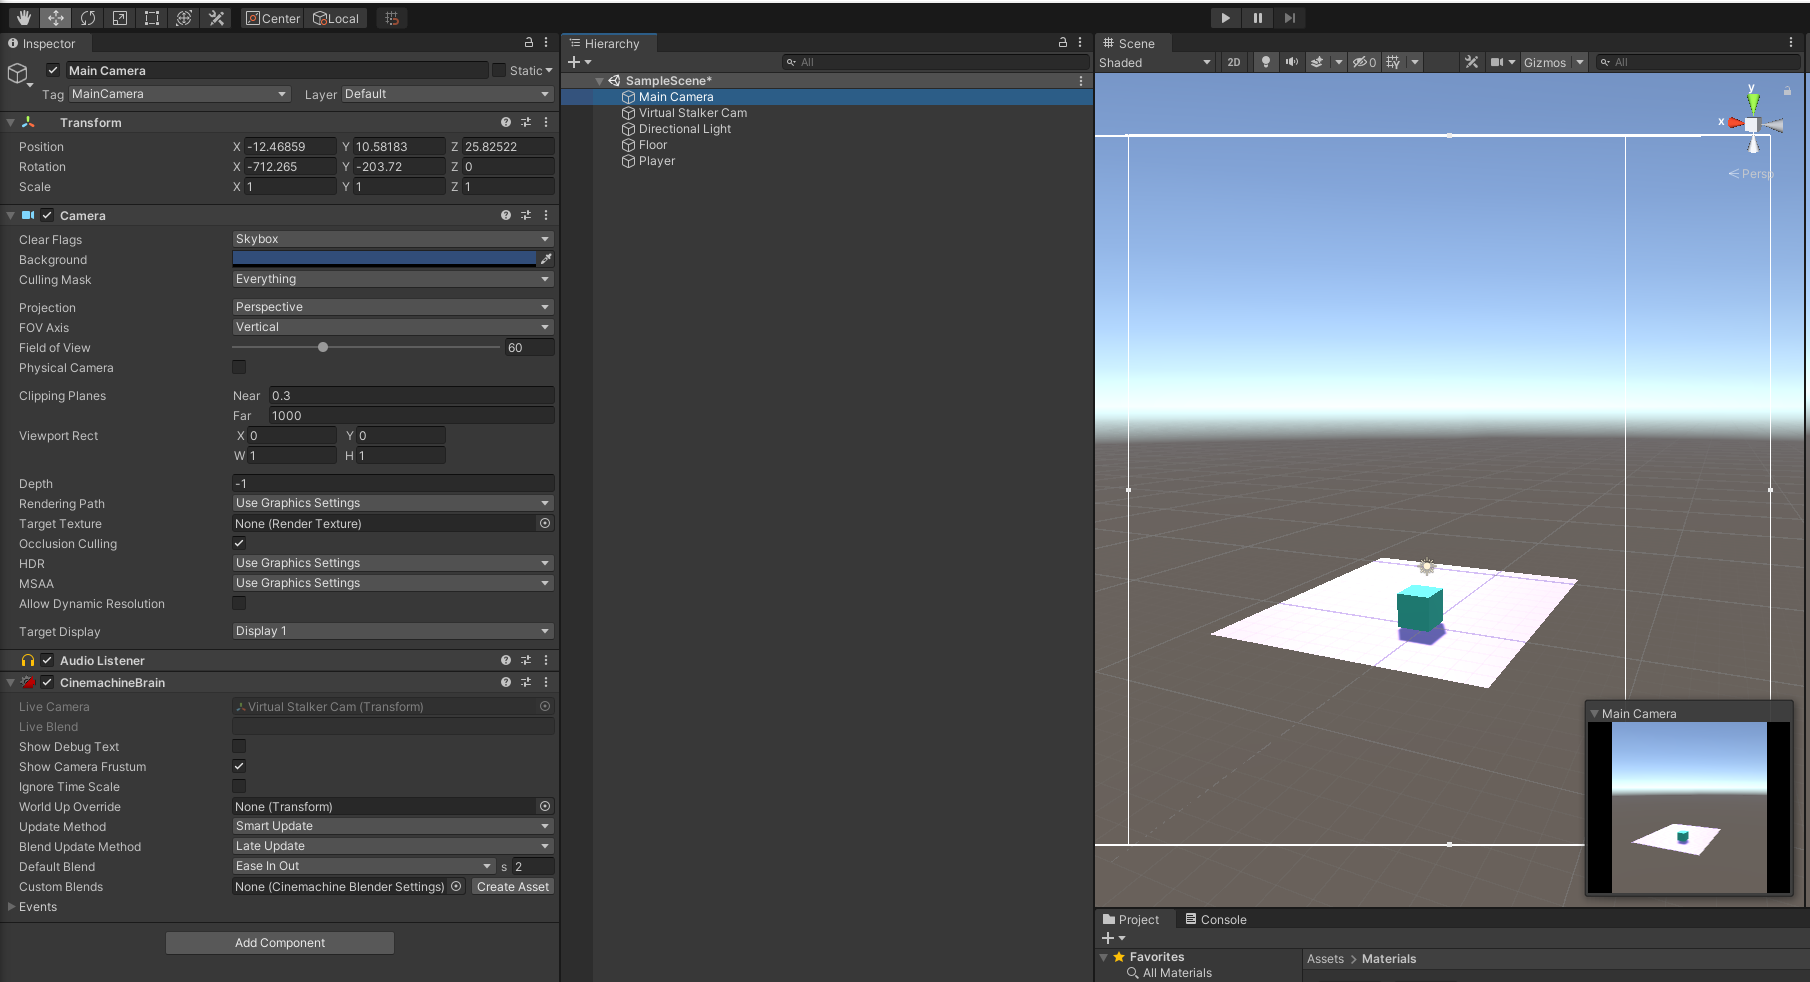 Center
Local
Inspector
Main Camera
Static
Tag MainCamera Layer Default
Transform
Position X -12.46859 Y 10.58183 Z 25.82522
Rotation X -712.265 Y -203.72 Z 0
Scale X 1 Y 1 Z 1
Camera
Clear Flags Skybox
Background
Culling Mask Everything
Projection Perspective
FOV Axis Vertical
Field of View 60
Physical Camera
Clipping Planes Near 0.3
Far 1000
Viewport Rect X 0 Y 0
W 1 H 1
Depth -1
Rendering Path Use Graphics Settings
Target Texture None (Render Texture)
Occlusion Culling
HDR Use Graphics Settings
MSAA Use Graphics Settings
Allow Dynamic Resolution
Target Display Display 1
Audio Listener
CinemachineBrain
Live Camera Virtual Stalker Cam (Transform)
Live Blend
Show Debug Text
Show Camera Frustum
Ignore Time Scale
World Up Override None (Transform)
Update Method Smart Update
Blend Update Method Late Update
Default Blend Ease In Out s 2
Custom Blends None (Cinemachine Blender Settings) Create Asset
Events
Add Component
Hierarchy
All
SampleScene*
Main Camera
Virtual Stalker Cam
Directional Light
Floor
Player
Scene
Shaded 2D 0 Gizmos All
y
x
Persp
Main Camera
Project Console
Favorites
All Materials
Assets > Materials